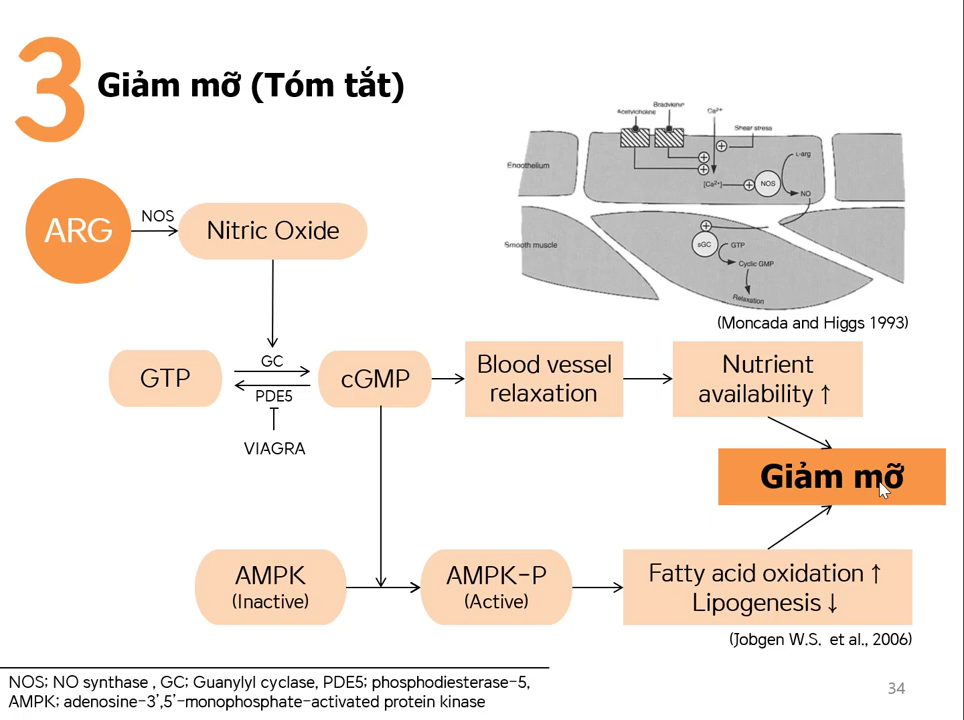 3
Giảm mỡ (Tóm tắt)
Acetylcholine
Bradykinin
Ca²⁺
Shear stress
Endothelium
L-arg
[Ca²⁺]
NOS
NO
Smooth muscle
sGC
GTP
Cyclic GMP
Relaxation
(Moncada and Higgs 1993)
ARG
NOS
Nitric Oxide
GTP
GC
PDE5
VIAGRA
cGMP
Blood vessel
relaxation
Nutrient
availability ↑
Giảm mỡ
AMPK
(Inactive)
AMPK-P
(Active)
Fatty acid oxidation ↑
Lipogenesis ↓
(Jobgen W.S. et al., 2006)
NOS; NO synthase , GC; Guanylyl cyclase, PDE5; phosphodiesterase-5,
AMPK; adenosine-3',5'-monophosphate-activated protein kinase
34